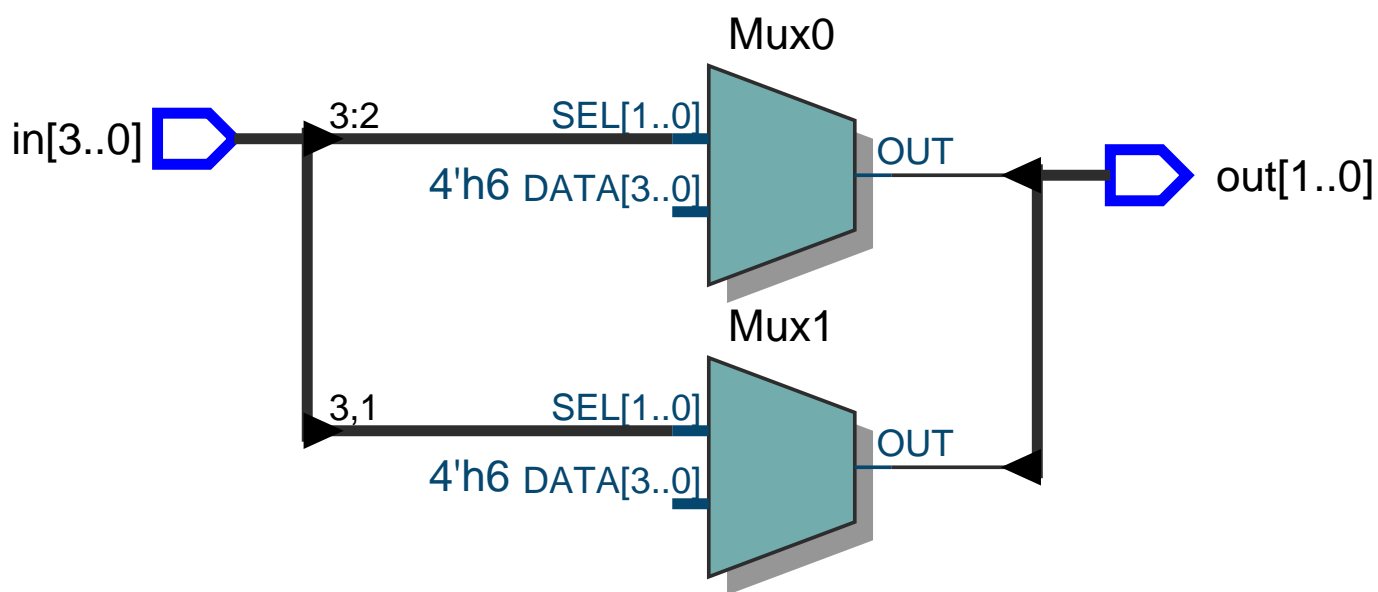 Mux0
in[3..0]
3:2
SEL[1..0]
4'h6 DATA[3..0]
OUT
out[1..0]
Mux1
3,1
SEL[1..0]
4'h6 DATA[3..0]
OUT